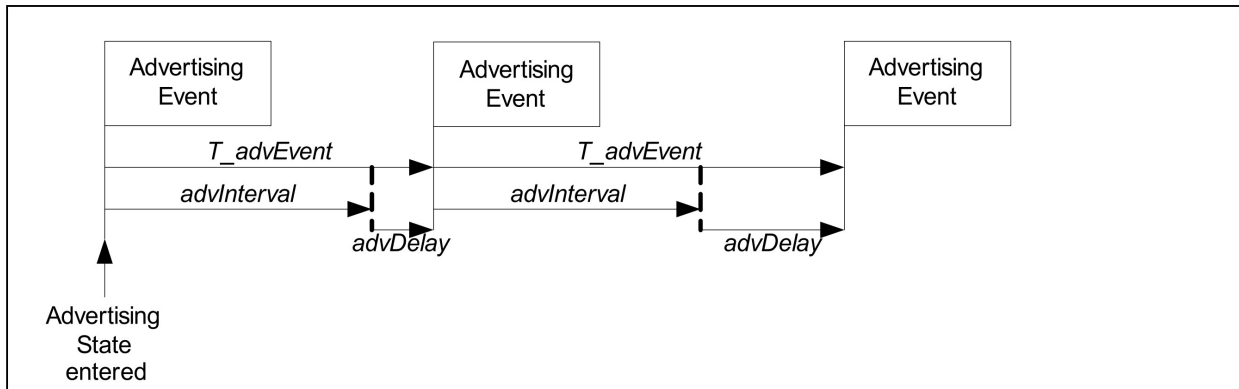 Advertising
Event
Advertising
Event
Advertising
Event
T_advEvent
T_advEvent
advInterval
advInterval
advDelay
advDelay
Advertising
State
entered